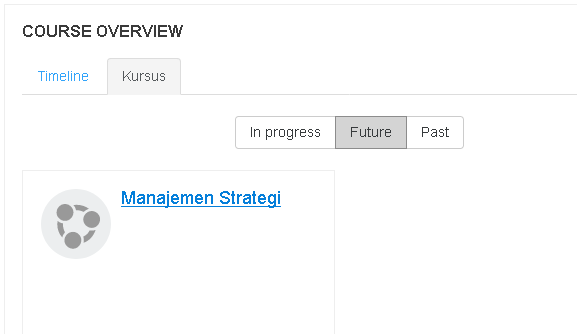 COURSE OVERVIEW
Timeline Kursus
In progress Future Past
Manajemen Strategi